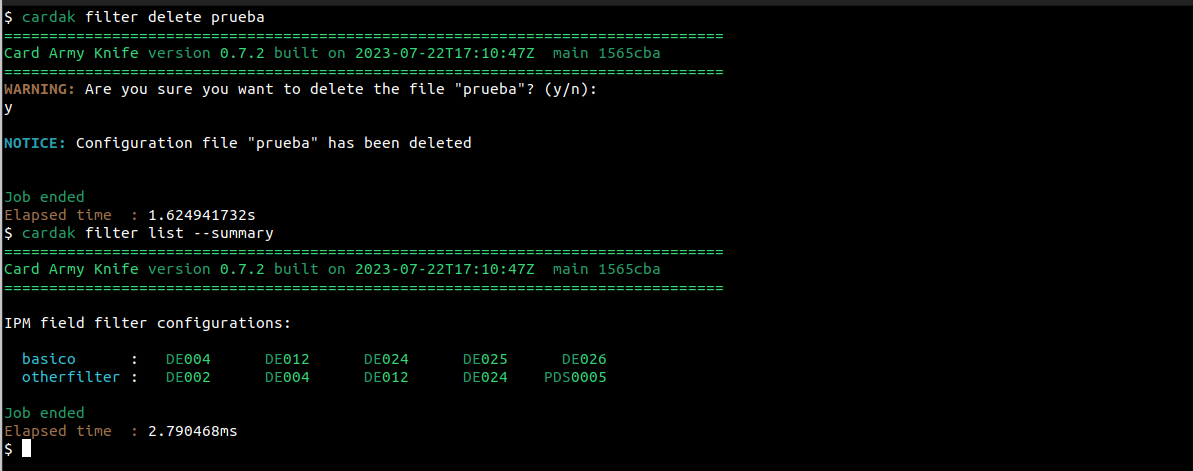 $ cardak filter delete prueba
================================================================================
Card Army Knife version 0.7.2 built on 2023-07-22T17:10:47Z  main 1565cba
================================================================================
WARNING: Are you sure you want to delete the file "prueba"? (y/n):
y
NOTICE: Configuration file "prueba" has been deleted
Job ended
Elapsed time  : 1.624941732s
$ cardak filter list --summary
================================================================================
Card Army Knife version 0.7.2 built on 2023-07-22T17:10:47Z  main 1565cba
================================================================================
IPM field filter configurations:
  basico      :   DE004      DE012      DE024      DE025      DE026
  otherfilter :   DE002      DE004      DE012      DE024    PDS0005
Job ended
Elapsed time  : 2.790468ms
$